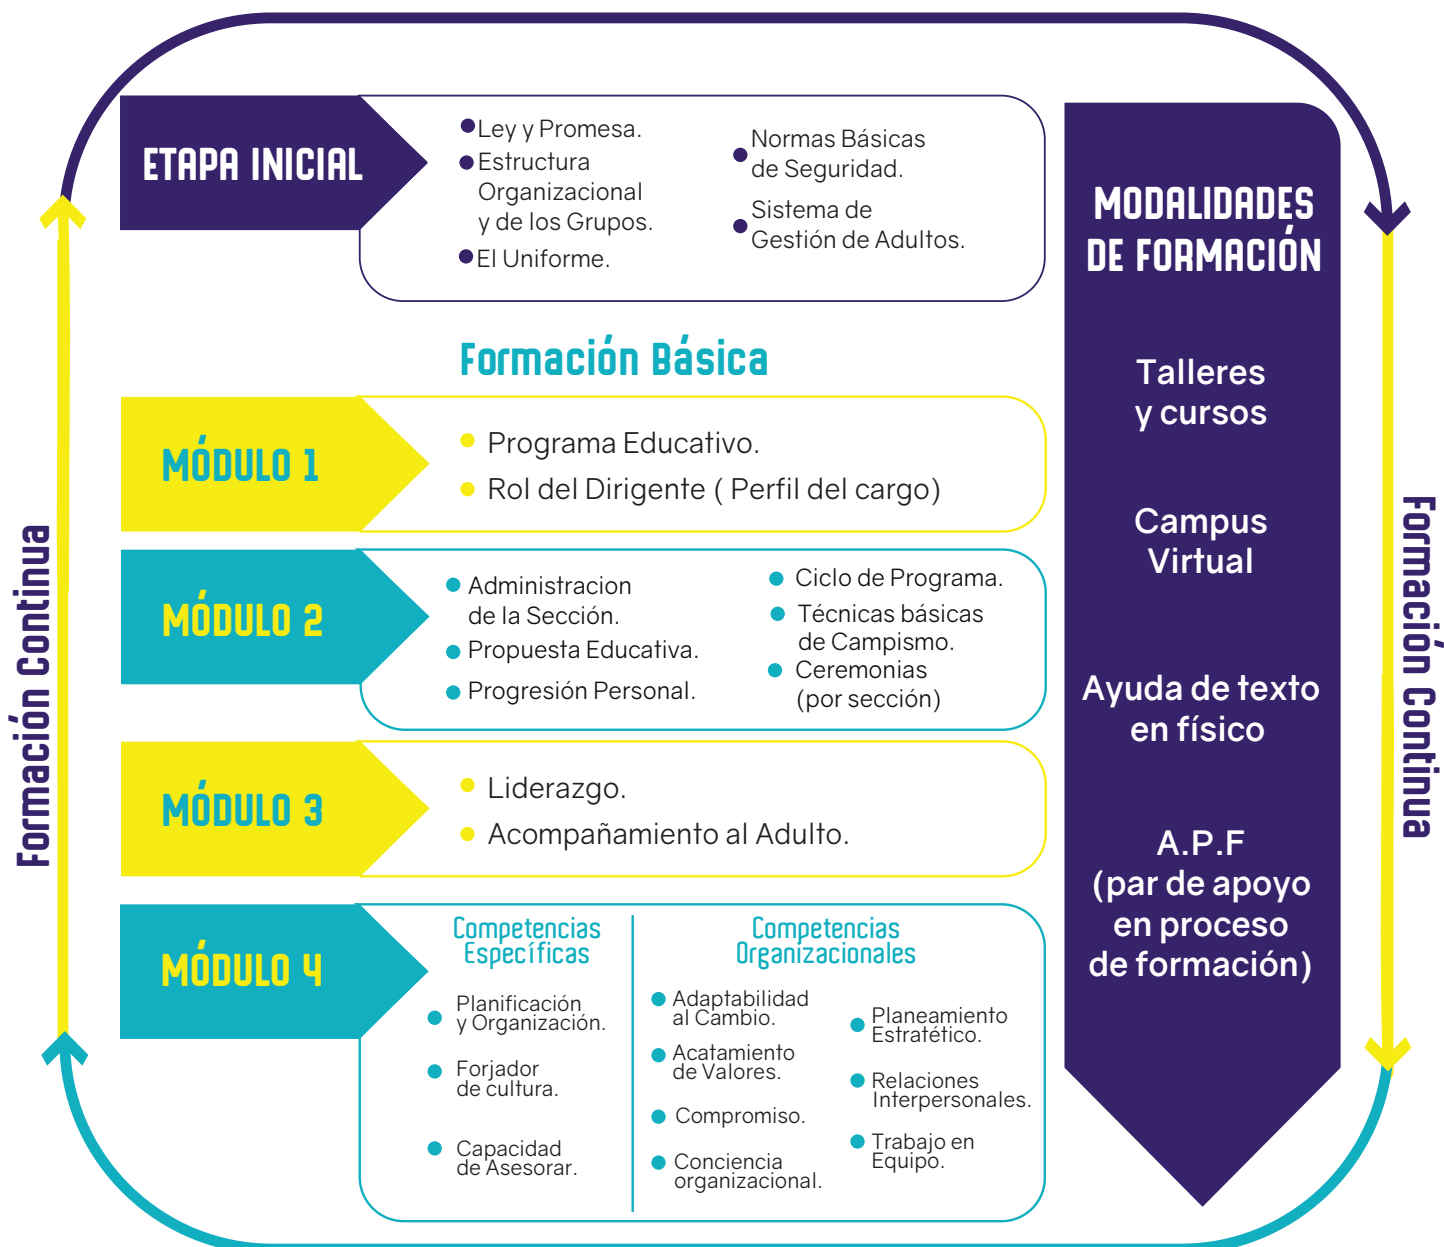 ETAPA INICIAL
Ley y Promesa.
Estructura
Organizacional
y de los Grupos.
El Uniforme.
Normas Básicas
de Seguridad.
Sistema de
Gestión de Adultos.
Formación Básica
MÓDULO 1
Programa Educativo.
Rol del Dirigente ( Perfil del cargo)
MÓDULO 2
Administracion
de la Sección.
Propuesta Educativa.
Progresión Personal.
Ciclo de Programa.
Técnicas básicas
de Campismo.
Ceremonias
(por sección)
MÓDULO 3
Liderazgo.
Acompañamiento al Adulto.
MÓDULO 4
Competencias
Específicas
Planificación
y Organización.
Forjador
de cultura.
Capacidad
de Asesorar.
Competencias
Organizacionales
Adaptabilidad
al Cambio.
Acatamiento
de Valores.
Compromiso.
Conciencia
organizacional.
Planeamiento
Estratético.
Relaciones
Interpersonales.
Trabajo en
Equipo.
MODALIDADES
DE FORMACIÓN
Talleres
y cursos
Campus
Virtual
Ayuda de texto
en físico
A.P.F
(par de apoyo
en proceso
de formación)
Formación Continua
Formación Continua